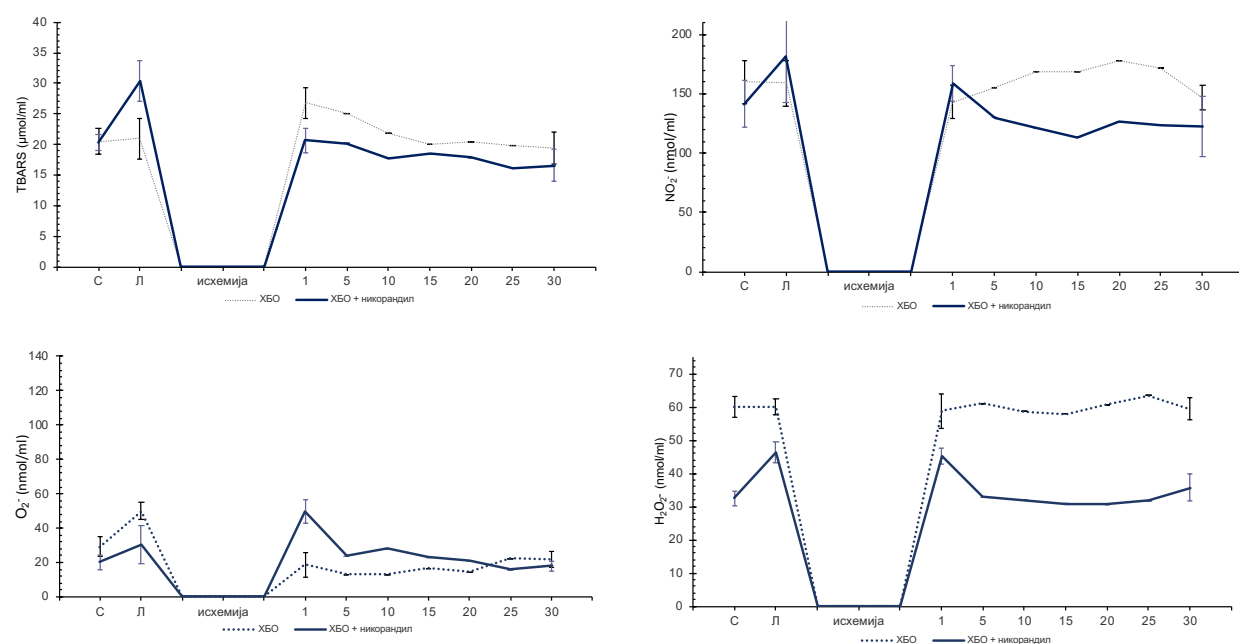 TBARS (µmol/ml)
40
35
30
25
20
15
10
5
0
С Л исхемија 1 5 10 15 20 25 30
ХБО ХБО + никорандил
NO₂⁻ (nmol/ml)
200
150
100
50
0
С Л исхемија 1 5 10 15 20 25 30
ХБО ХБО + никорандил
O₂⁻ (nmol/ml)
140
120
100
80
60
40
20
0
С Л исхемија 1 5 10 15 20 25 30
ХБО ХБО + никорандил
H₂O₂⁻ (nmol/ml)
70
60
50
40
30
20
10
0
С Л исхемија 1 5 10 15 20 25 30
ХБО ХБО + никорандил